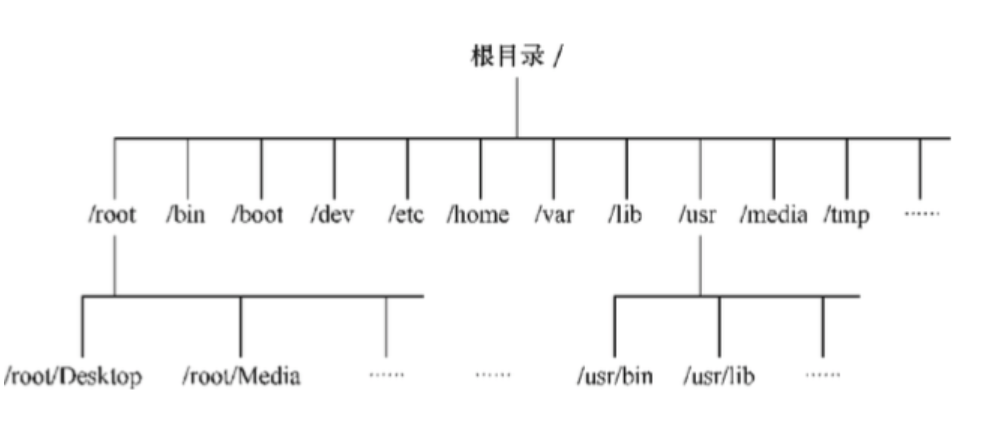 根目录 /
/root /bin /boot /dev /etc /home /var /lib /usr /media /tmp ······
/root/Desktop /root/Media ······ ······ /usr/bin /usr/lib ······